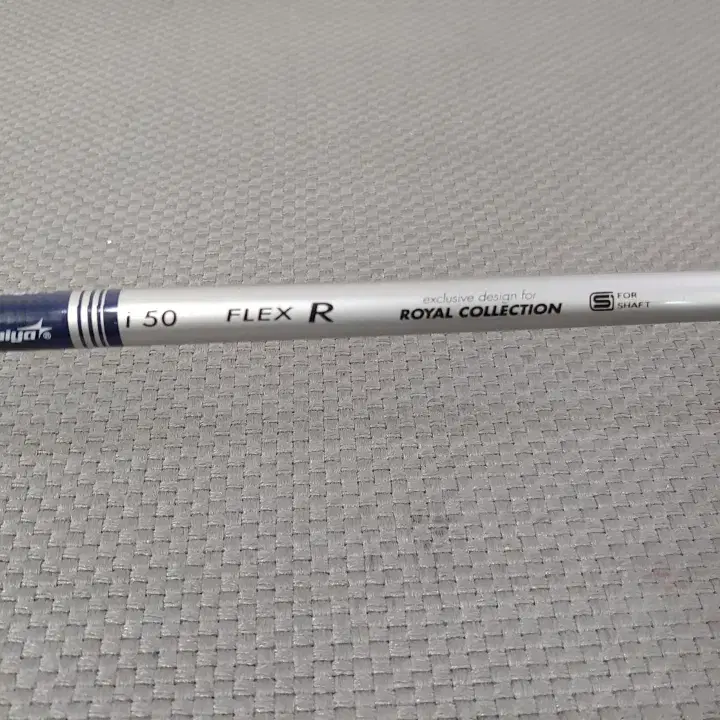 i 50
FLEX R
exclusive design for
ROYAL COLLECTION
S FOR
SHAFT